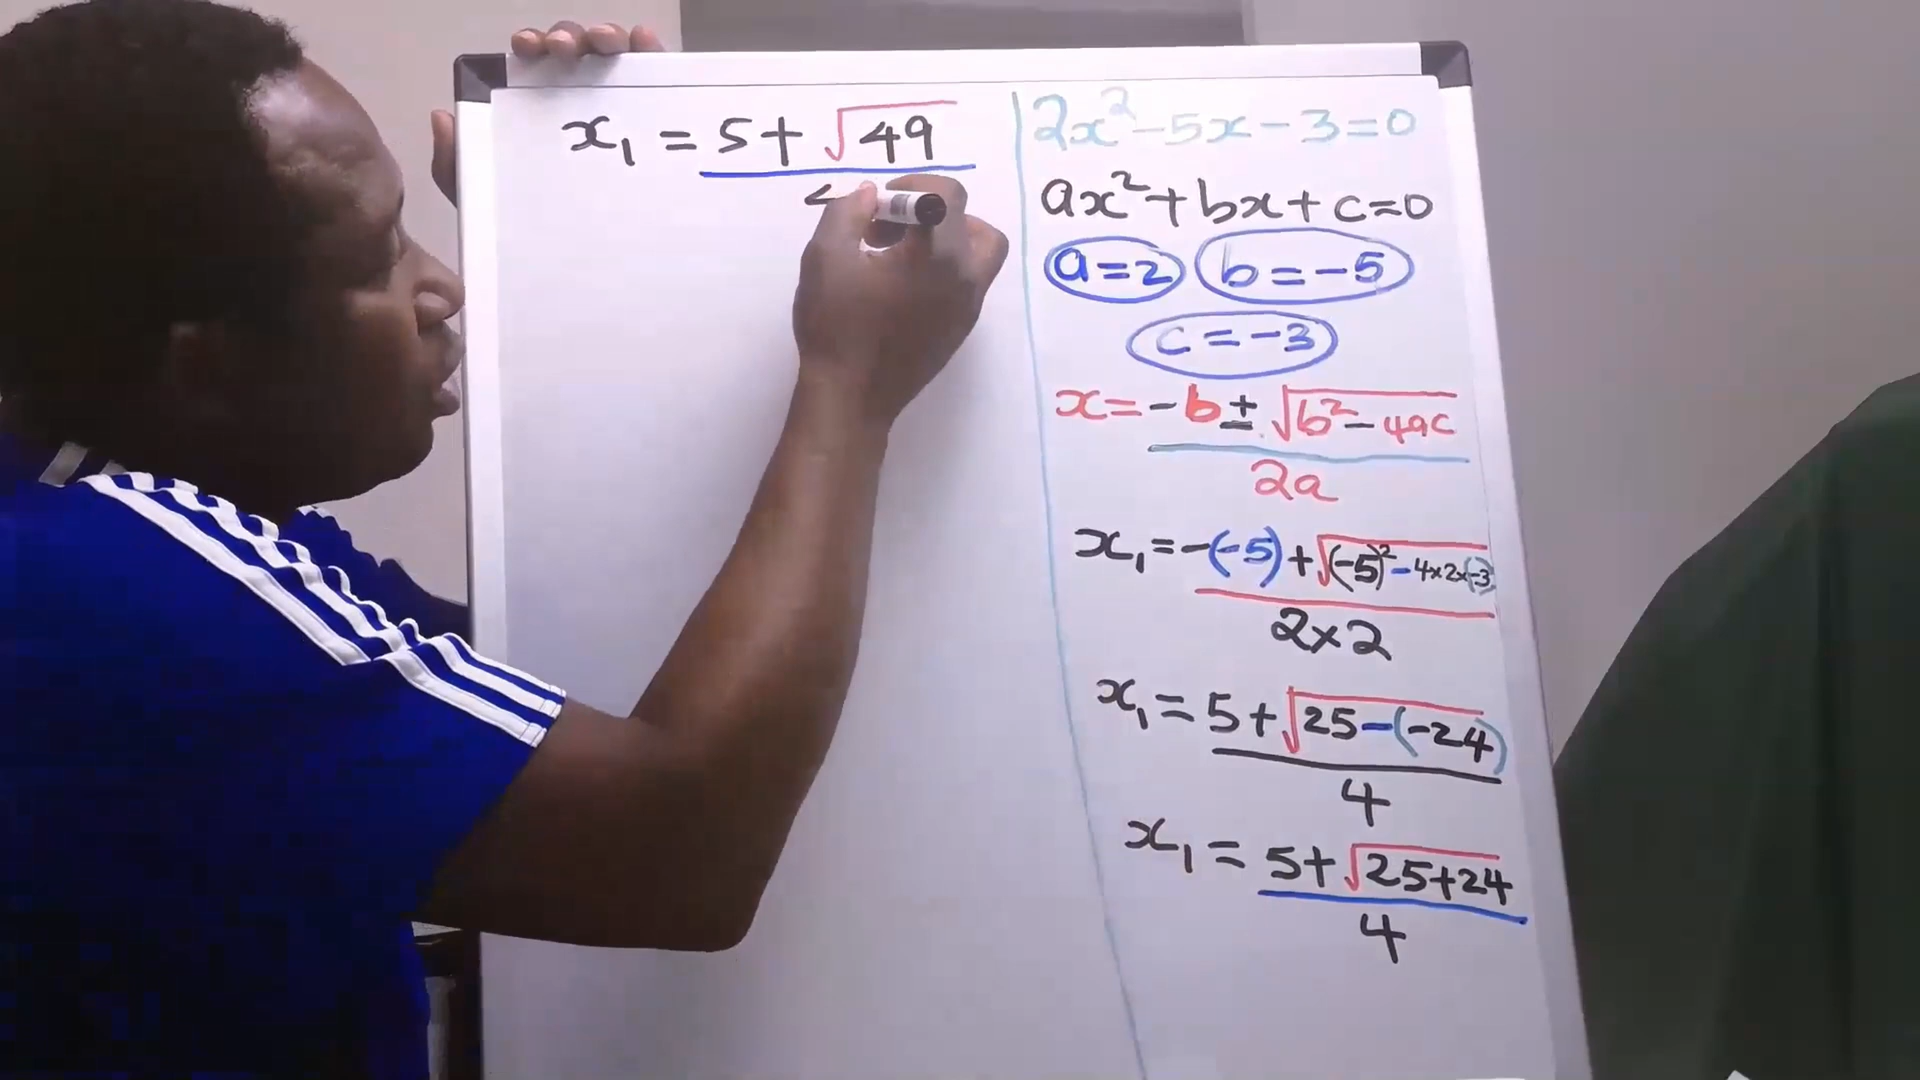 x₁ = 5 + √49
2x² - 5x - 3 = 0
ax² + bx + c = 0
a = 2 b = -5
c = -3
x = -b ± √b² - 4ac
2a
x₁ = -(-5) + √(-5)² - 4x2x(-3)
2x2
x₁ = 5 + √25 - (-24)
4
x₁ = 5 + √25 + 24
4